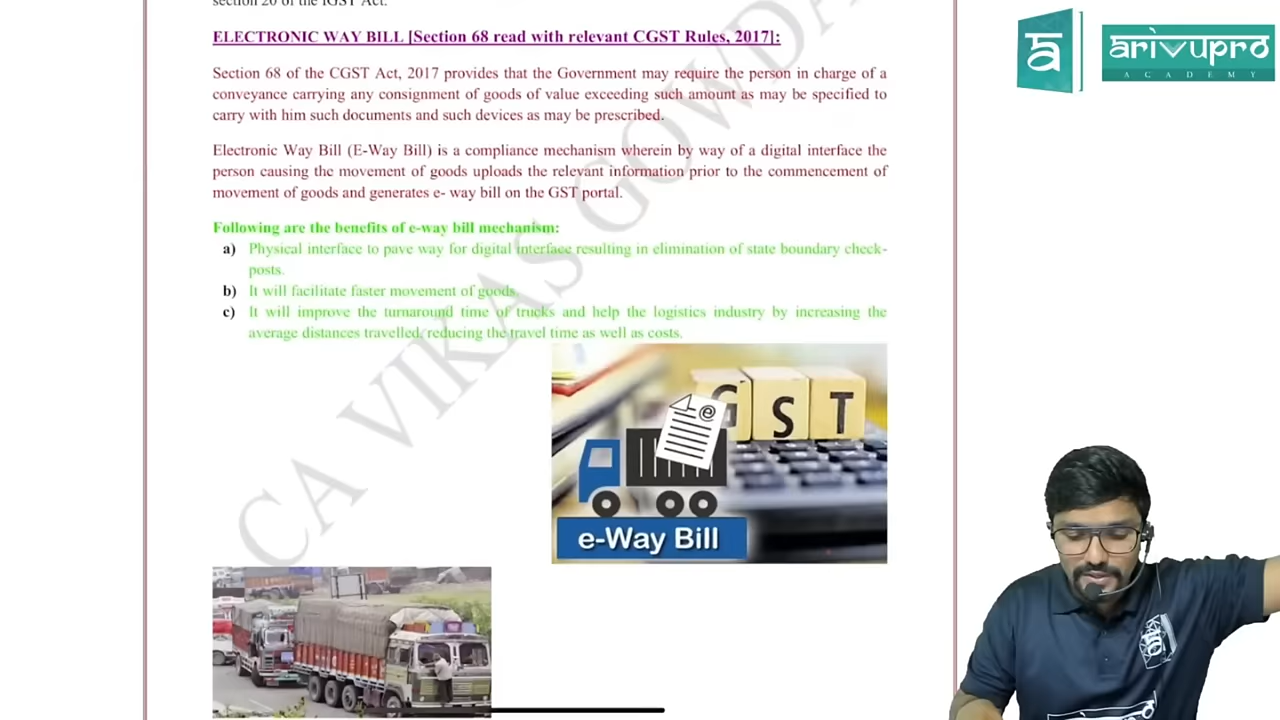 section 20 of the IGST Act.
ELECTRONIC WAY BILL [Section 68 read with relevant CGST Rules, 2017]:
Section 68 of the CGST Act, 2017 provides that the Government may require the person in charge of a
conveyance carrying any consignment of goods of value exceeding such amount as may be specified to
carry with him such documents and such devices as may be prescribed.
Electronic Way Bill (E-Way Bill) is a compliance mechanism wherein by way of a digital interface the
person causing the movement of goods uploads the relevant information prior to the commencement of
movement of goods and generates e- way bill on the GST portal.
Following are the benefits of e-way bill mechanism:
a) Physical interface to pave way for digital interface resulting in elimination of state boundary check-
posts.
b) It will facilitate faster movement of goods.
c) It will improve the turnaround time of trucks and help the logistics industry by increasing the
average distances travelled, reducing the travel time as well as costs.
GST
e
e-Way Bill
CA VIKAS GOWDA
arivupro
ACADEMY